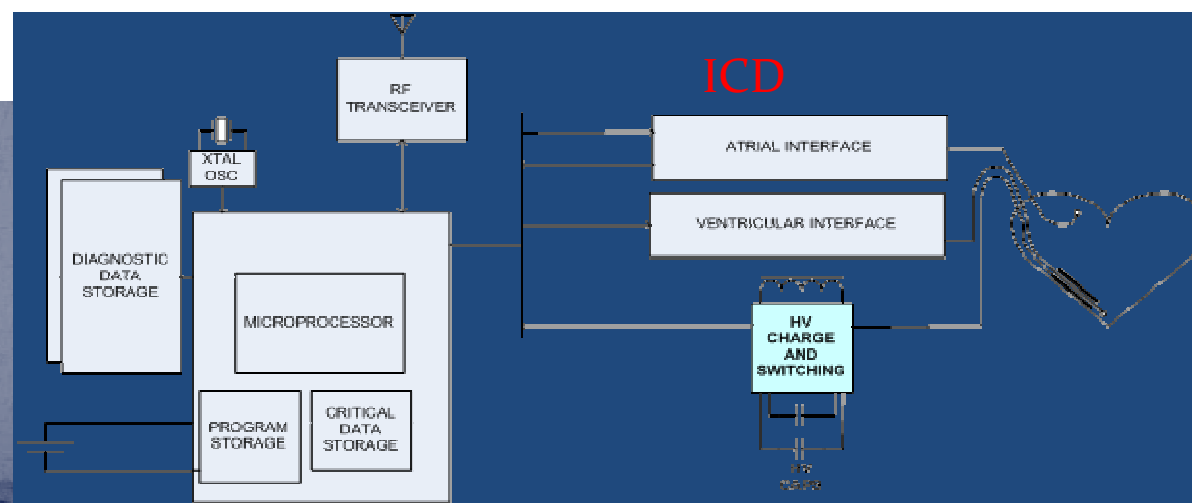 ICD
RF
TRANSCEIVER
XTAL
OSC
ATRIAL INTERFACE
VENTRICULAR INTERFACE
DIAGNOSTIC
DATA
STORAGE
MICROPROCESSOR
PROGRAM
STORAGE
CRITICAL
DATA
STORAGE
HV
CHARGE
AND
SWITCHING